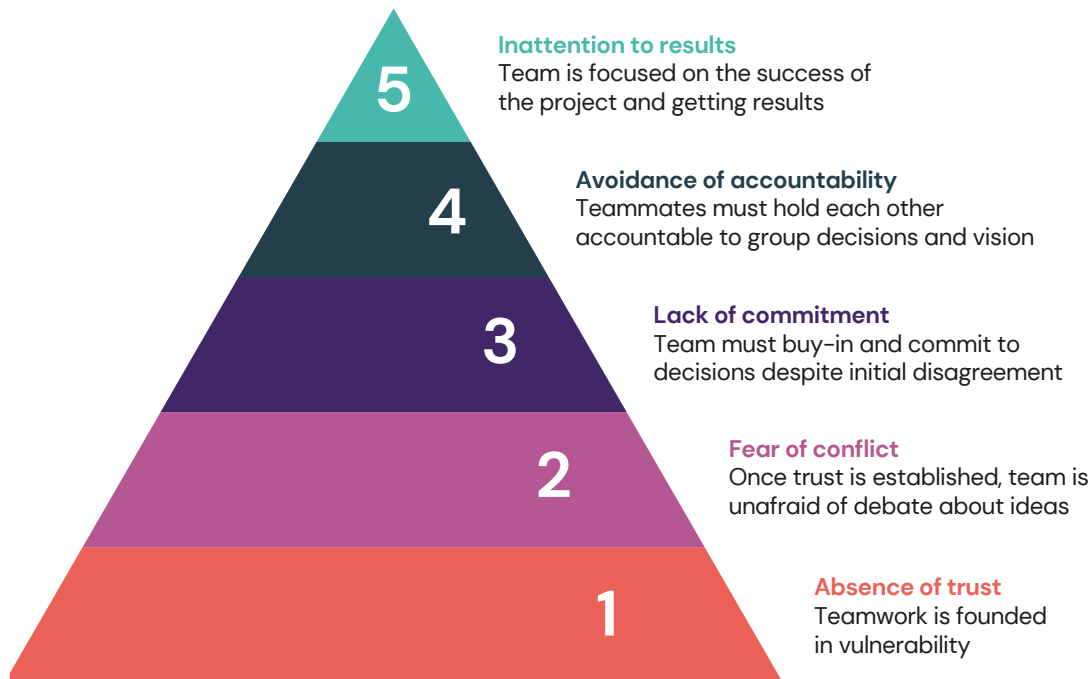 5
Inattention to results
Team is focused on the success of
the project and getting results
4
Avoidance of accountability
Teammates must hold each other
accountable to group decisions and vision
3
Lack of commitment
Team must buy-in and commit to
decisions despite initial disagreement
2
Fear of conflict
Once trust is established, team is
unafraid of debate about ideas
1
Absence of trust
Teamwork is founded
in vulnerability